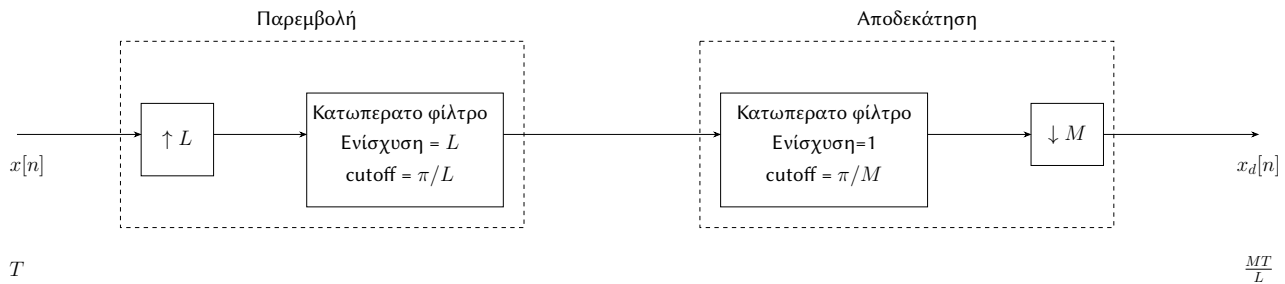 Παρεμβολή
Αποδεκάτηση
↑ L
Κατωπερατο φίλτρο
Ενίσχυση = L
cutoff = π/L
Κατωπερατο φίλτρο
Ενίσχυση=1
cutoff = π/M
↓ M
x[n]
x_d[n]
T
MT/L